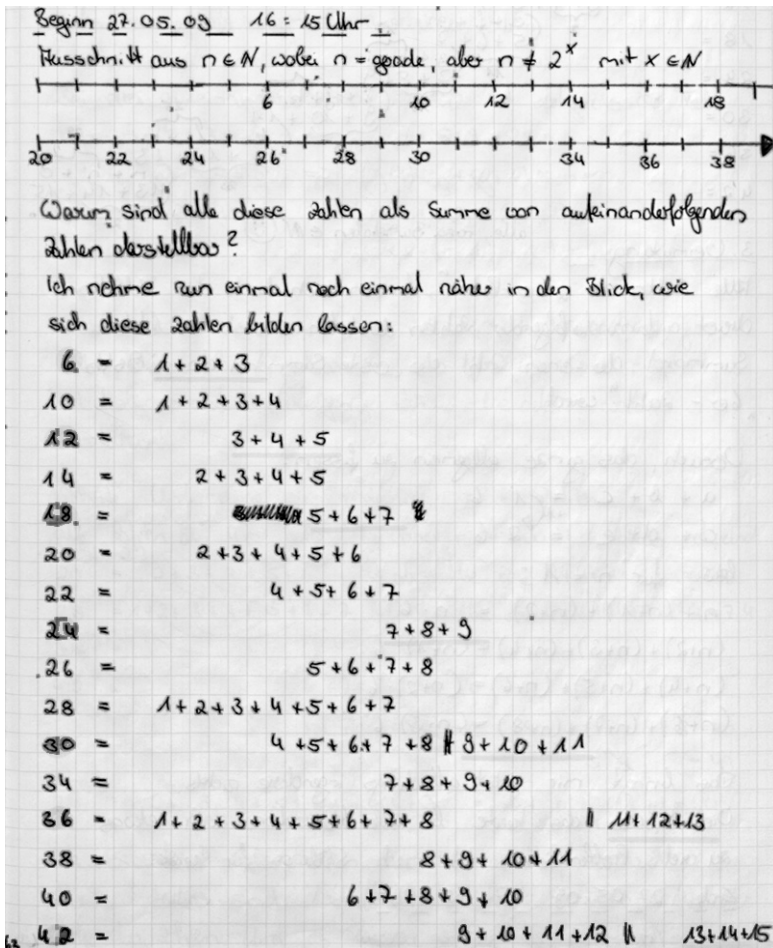 Beginn 27.05.09 16:15 Uhr
Ausschnitt aus n ∈ N, wobei n = gerade, aber n ≠ 2^x mit x ∈ N
6 10 12 14 18
20 22 24 26 28 30 34 36 38
Warum sind alle diese Zahlen als Summe von aufeinanderfolgenden
Zahlen darstellbar?
Ich nehme nun einmal noch einmal näher in den Blick, wie
sich diese Zahlen bilden lassen:
6 = 1+2+3
10 = 1+2+3+4
12 = 3+4+5
14 = 2+3+4+5
18 = 5+6+7
20 = 2+3+4+5+6
22 = 4+5+6+7
24 = 7+8+9
26 = 5+6+7+8
28 = 1+2+3+4+5+6+7
30 = 4+5+6+7+8 || 9+10+11
34 = 7+8+9+10
36 = 1+2+3+4+5+6+7+8 || 11+12+13
38 = 8+9+10+11
40 = 6+7+8+9+10
42 = 9+10+11+12 || 13+14+15